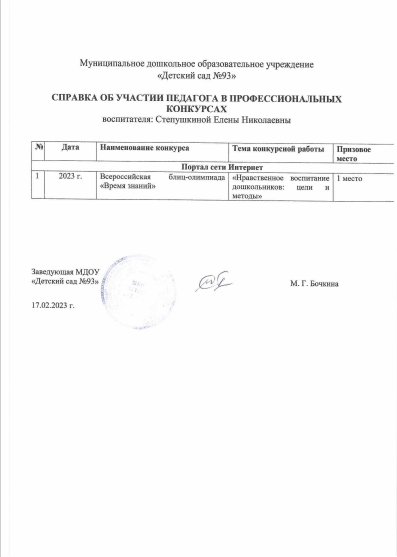 Муниципальное дошкольное образовательное учреждение
«Детский сад №93»
СПРАВКА ОБ УЧАСТИИ ПЕДАГОГА В ПРОФЕССИОНАЛЬНЫХ
КОНКУРСАХ
воспитателя: Степушкиной Елены Николаевны
№ Дата Наименование конкурса Тема конкурсной работы Призовое
место
Портал сети Интернет
1 2023 г. Всероссийская блиц-олимпиада «Нравственное воспитание 1 место
«Время знаний» дошкольников: цели и
методы»
Заведующая МДОУ
«Детский сад №93» М. Г. Бочкина
17.02.2023 г.